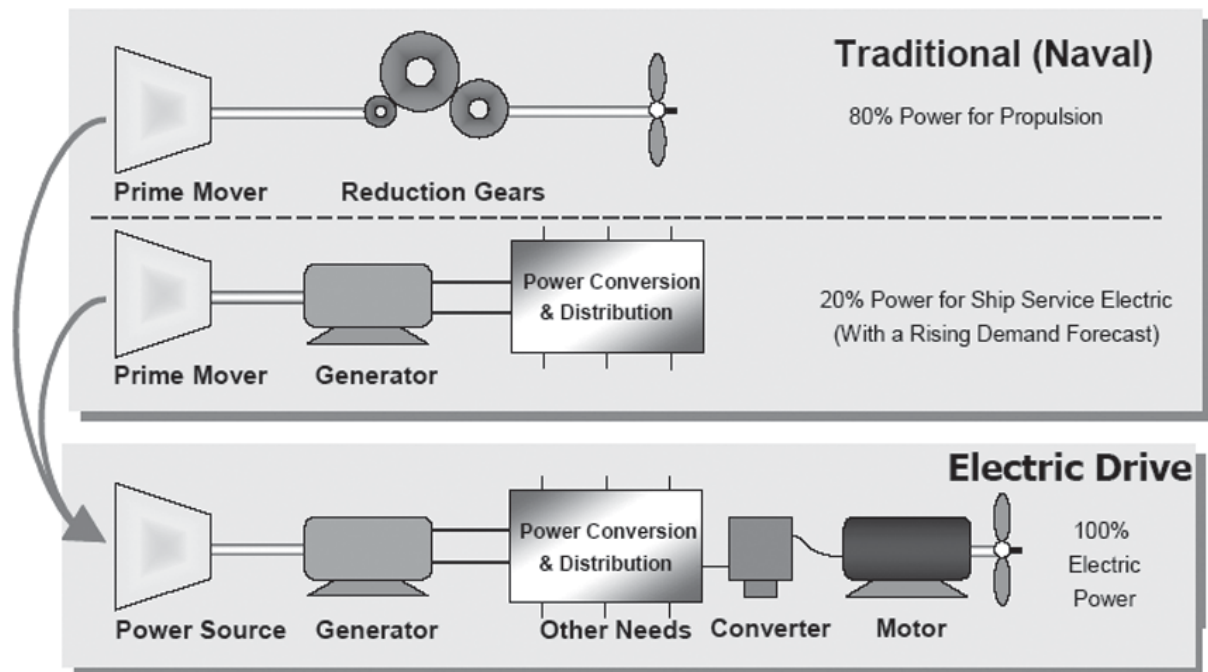 Traditional (Naval)
80% Power for Propulsion
Prime Mover
Reduction Gears
Power Conversion
& Distribution
20% Power for Ship Service Electric
(With a Rising Demand Forecast)
Prime Mover
Generator
Electric Drive
Power Conversion
& Distribution
100%
Electric
Power
Power Source
Generator
Other Needs
Converter
Motor